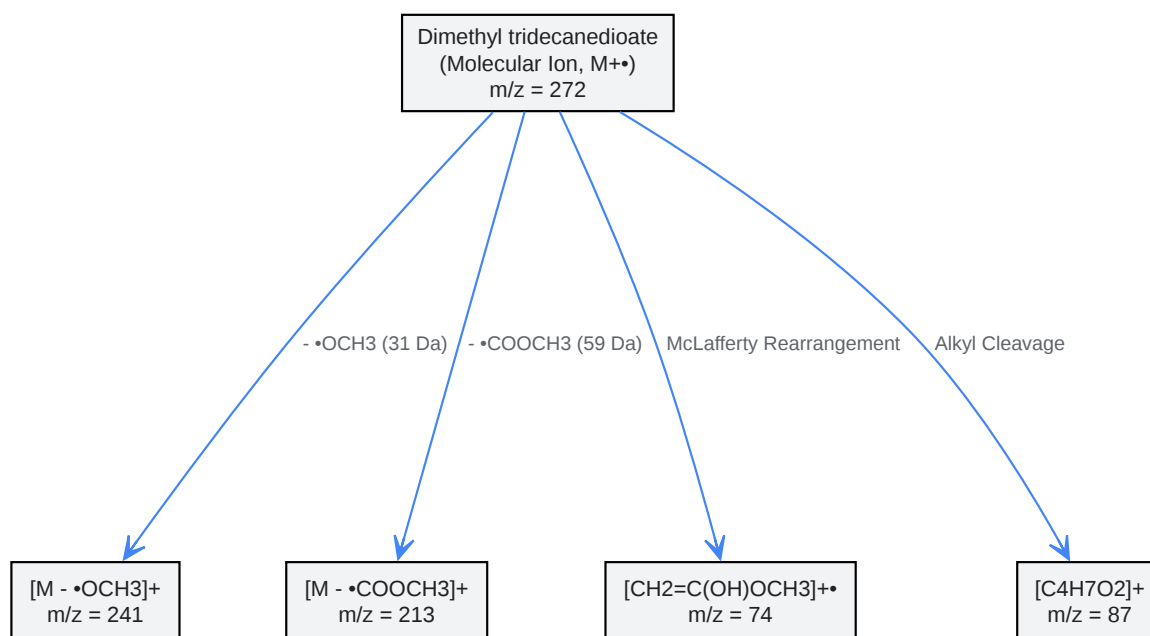 Dimethyl tridecanedioate
(Molecular Ion, M+•)
m/z = 272
- •OCH3 (31 Da)
- •COOCH3 (59 Da)
McLafferty Rearrangement
Alkyl Cleavage
[M - •OCH3]+
m/z = 241
[M - •COOCH3]+
m/z = 213
[CH2=C(OH)OCH3]+•
m/z = 74
[C4H7O2]+
m/z = 87